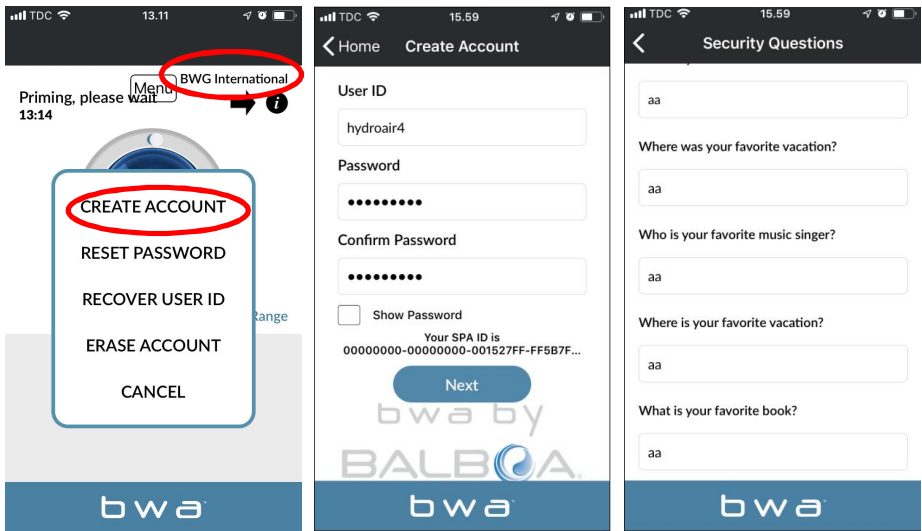 TDC
13.11
BWG International
Menu
Priming, please wait
13:14
CREATE ACCOUNT
RESET PASSWORD
RECOVER USER ID
Range
ERASE ACCOUNT
CANCEL
bwa
TDC
15.59
Home Create Account
User ID
hydroair4
Password
•••••••••
Confirm Password
•••••••••
Show Password
Your SPA ID is
00000000-00000000-001527FF-FF5B7F...
Next
bwa by
BALBOA
bwa
TDC
15.59
Security Questions
aa
Where was your favorite vacation?
aa
Who is your favorite music singer?
aa
Where is your favorite vacation?
aa
What is your favorite book?
aa
bwa